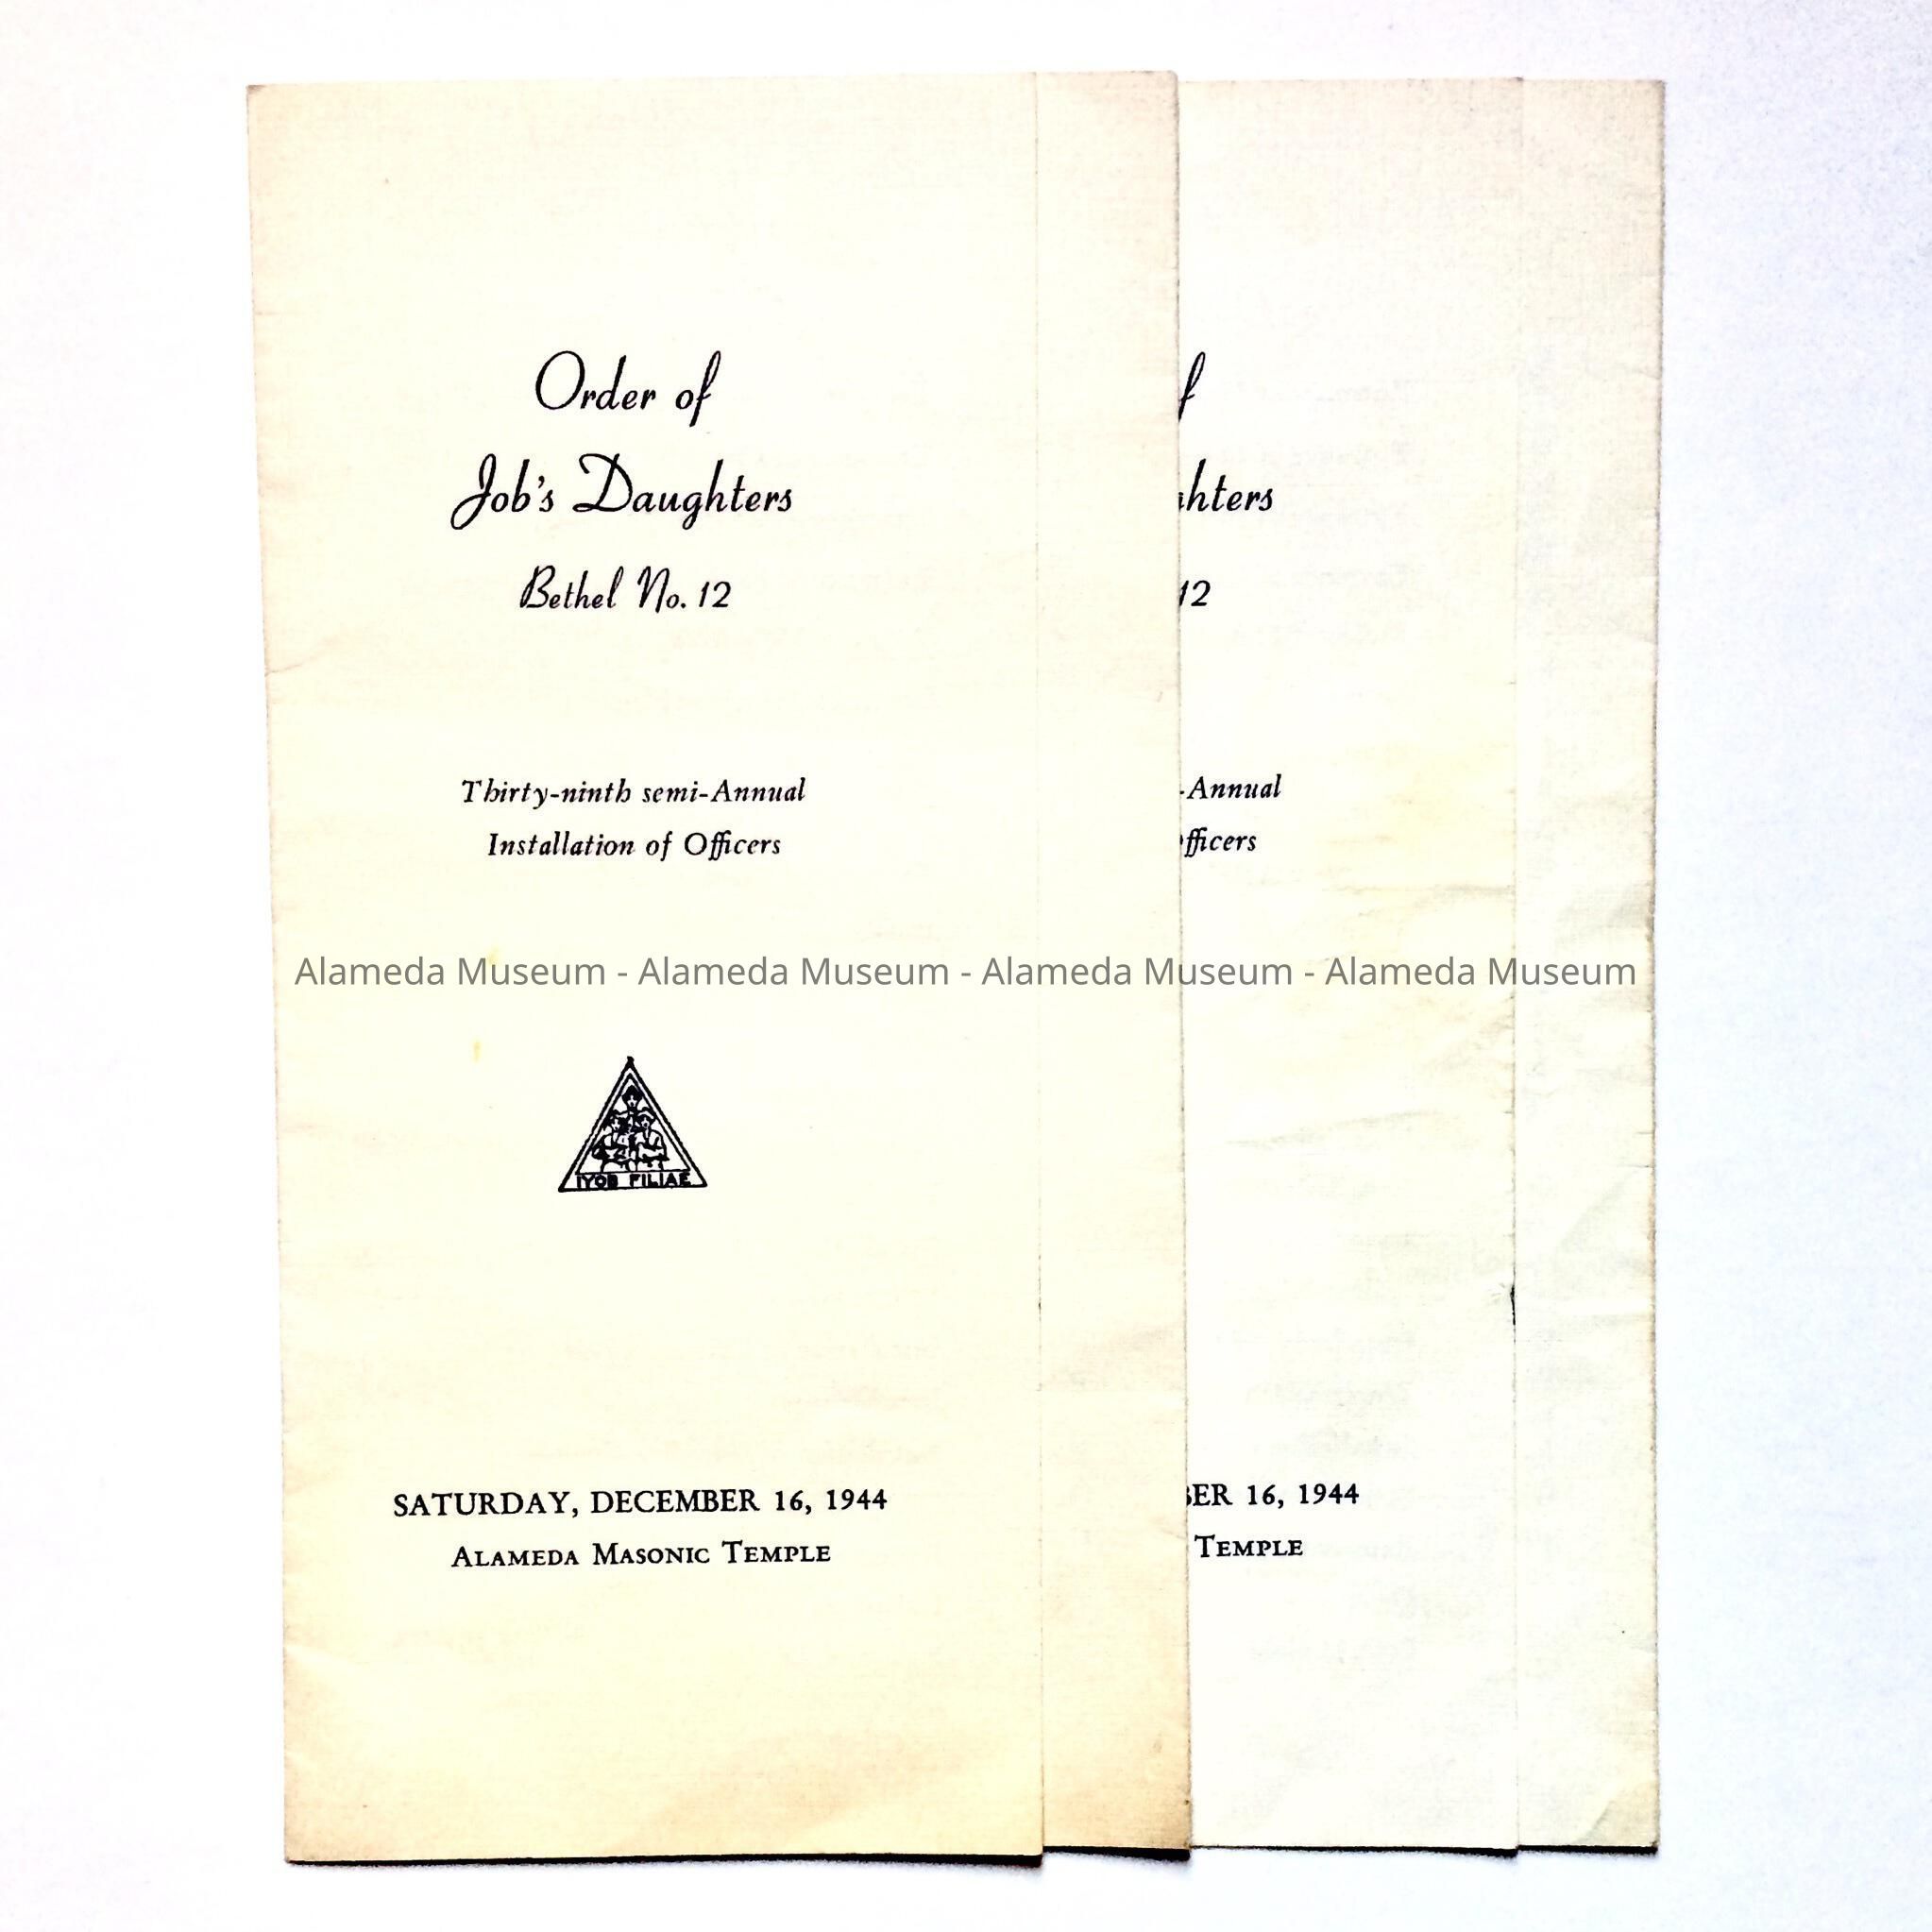 Order of
Job's Daughters
Bethel No. 12
Thirty-ninth semi-Annual
Installation of Officers
Alameda Museum - Alameda Museum - Alameda Museum - Alameda Museum
IYOB FILIAE
SATURDAY, DECEMBER 16, 1944
ALAMEDA MASONIC TEMPLE
f
hters
12
-Annual
fficers
BER 16, 1944
TEMPLE